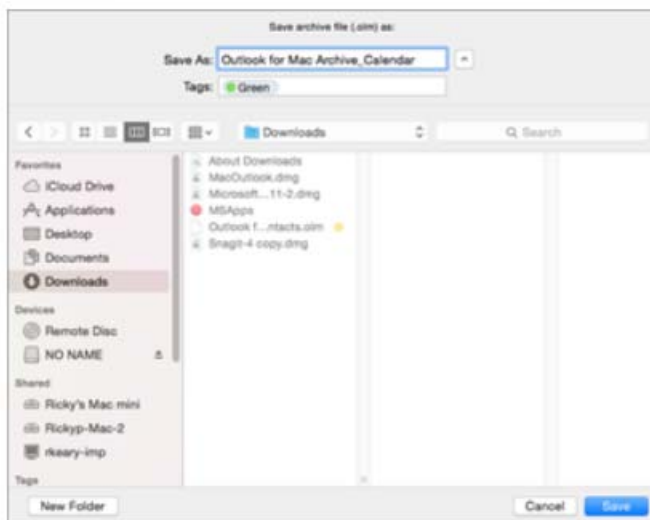 Save archive file (.olm) as:
Save As: Outlook for Mac Archive_Calendar
Tags: Green
Downloads
Search
Favorites
iCloud Drive
Applications
Desktop
Documents
Downloads
Devices
Remote Disc
NO NAME
Shared
Ricky's Mac mini
Rickyp-Mac-2
rkeary-imp
Tags
About Downloads
MacOutlook.dmg
Microsoft...11-2.dmg
MSApps
Outlook f...ntacts.olm
Snagit-4 copy.dmg
New Folder
Cancel
Save